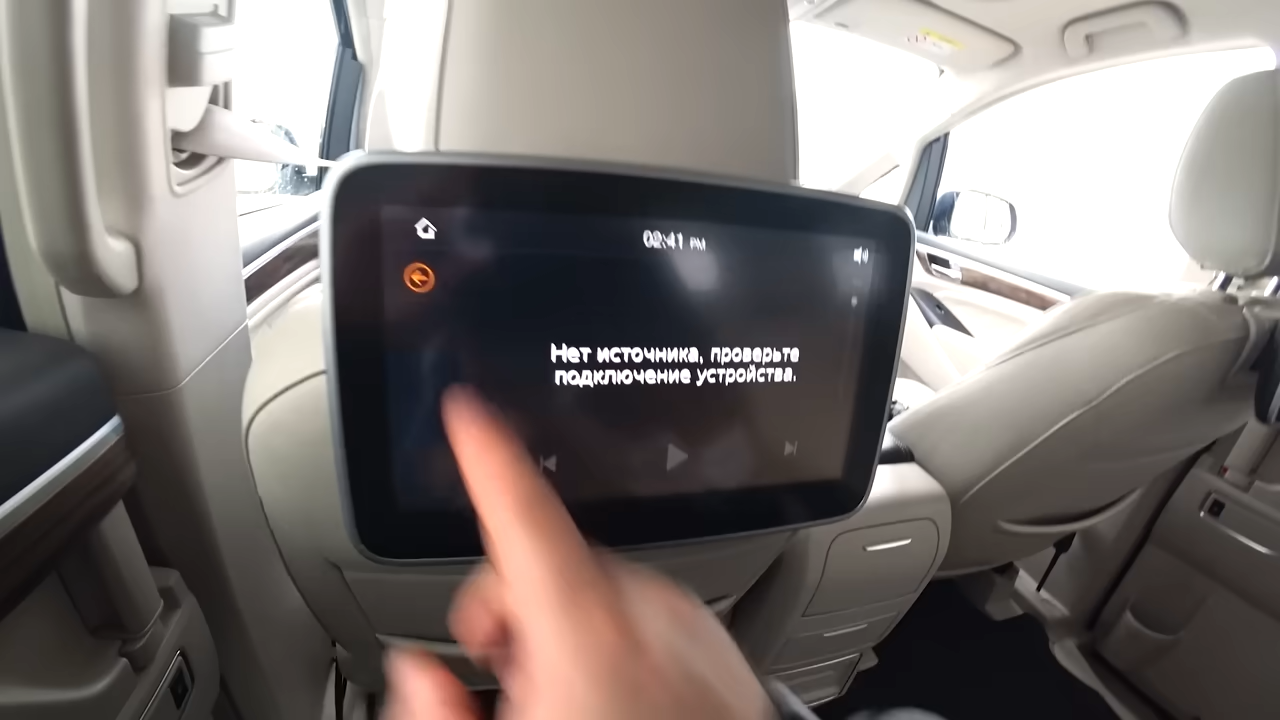 02:41 PM
Нет источника, проверьте
подключение устройства.